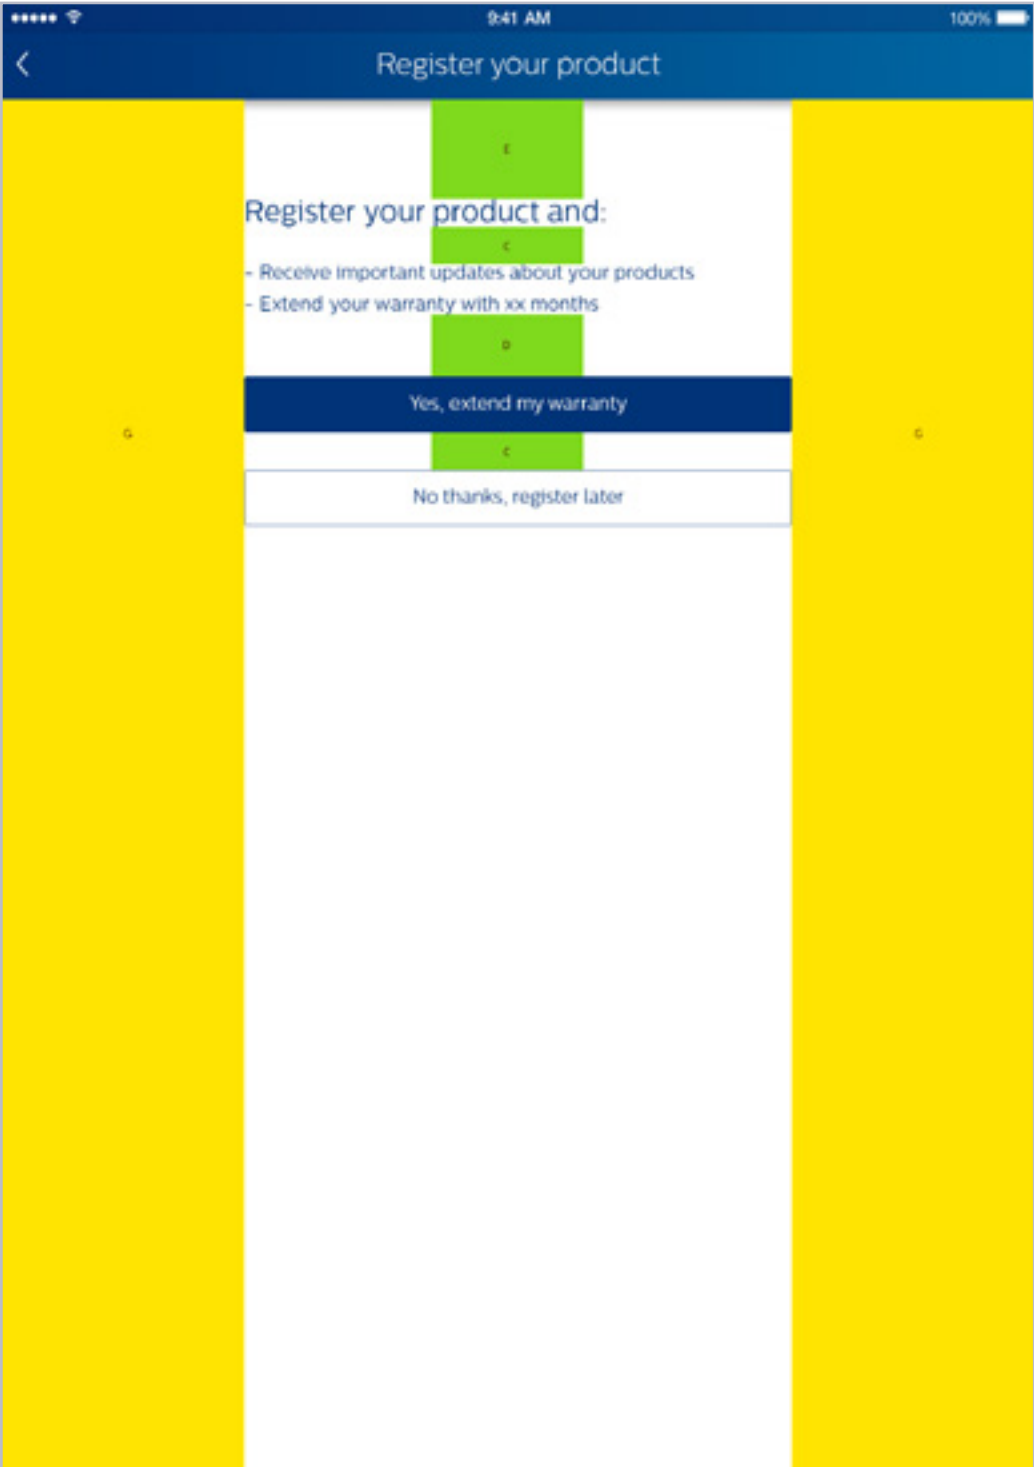 9:41 AM
100%
Register your product
E
Register your product and:
C
- Receive important updates about your products
- Extend your warranty with xx months
D
Yes, extend my warranty
G
G
C
No thanks, register later